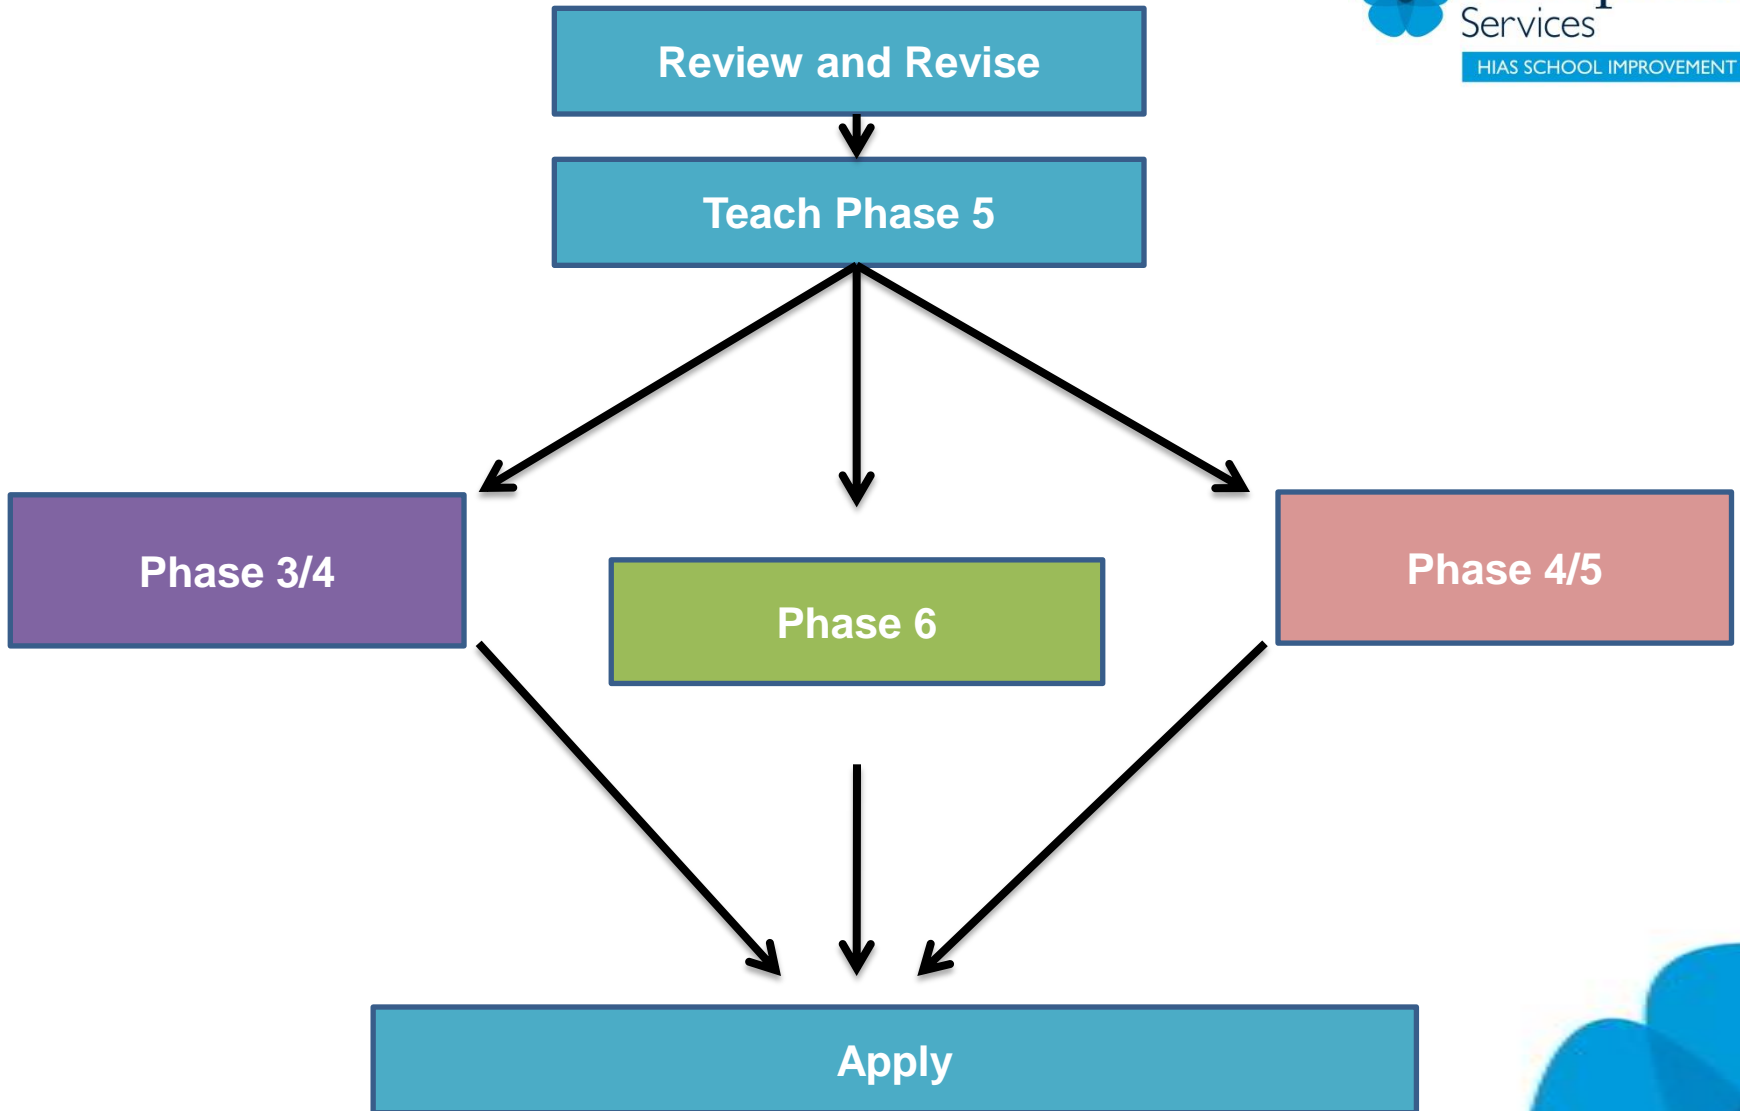 Services
HIAS SCHOOL IMPROVEMENT
Review and Revise
Teach Phase 5
Phase 3/4
Phase 4/5
Phase 6
Apply